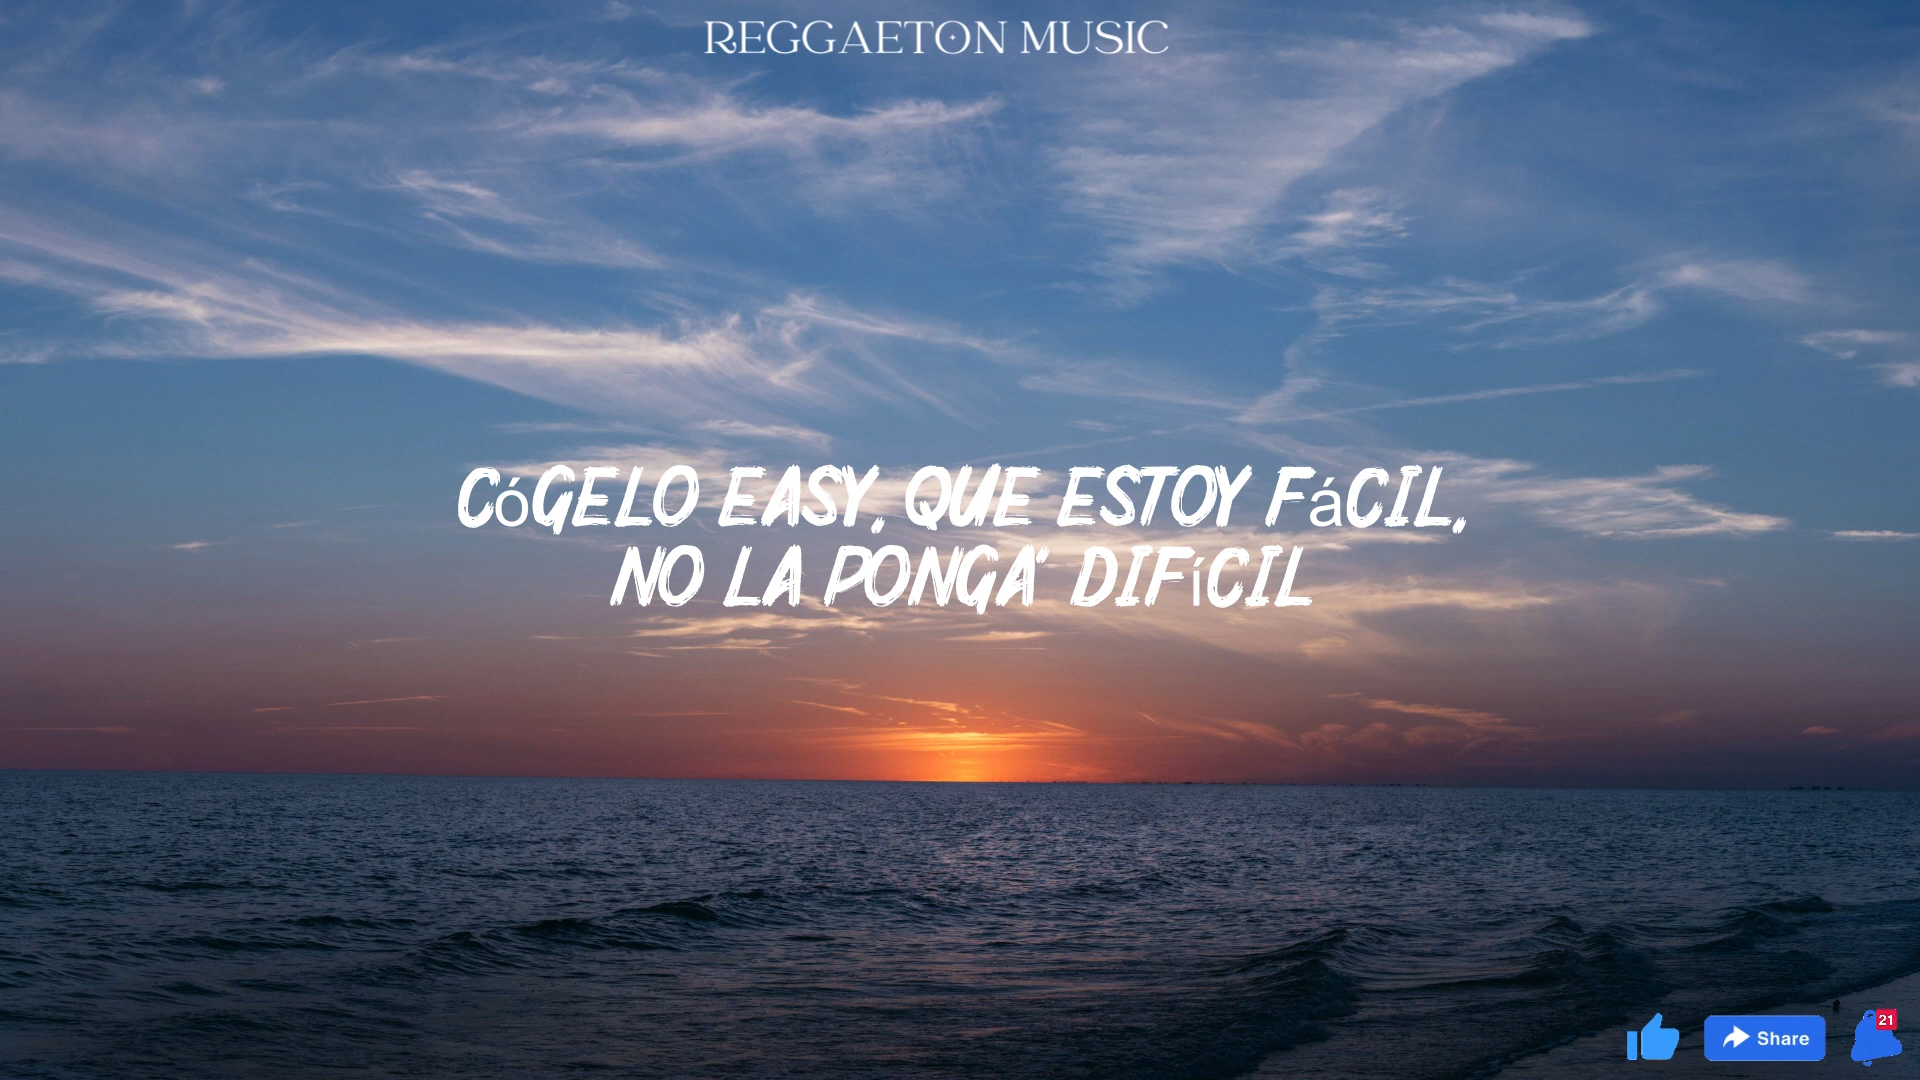 REGGAETON MUSIC
CóGELO EASY, QUE ESTOY FáCIL,
NO LA PONGA' DIFíCIL
Share
21